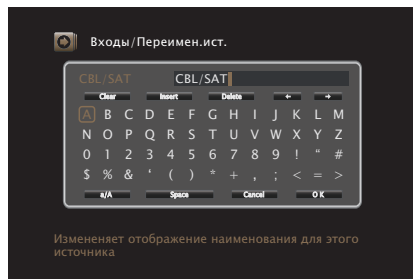 Входы/Переимен.ист.
CBL/SAT CBL/SAT
Clear Insert Delete ← →
A B C D E F G H I J K L M
N O P Q R S T U V W X Y Z
0 1 2 3 4 5 6 7 8 9 ! “ #
$ % & ‘ ( ) * + , ; < = >
a/A Space Cancel OK
Измененяет отображение наименования для этого
источника